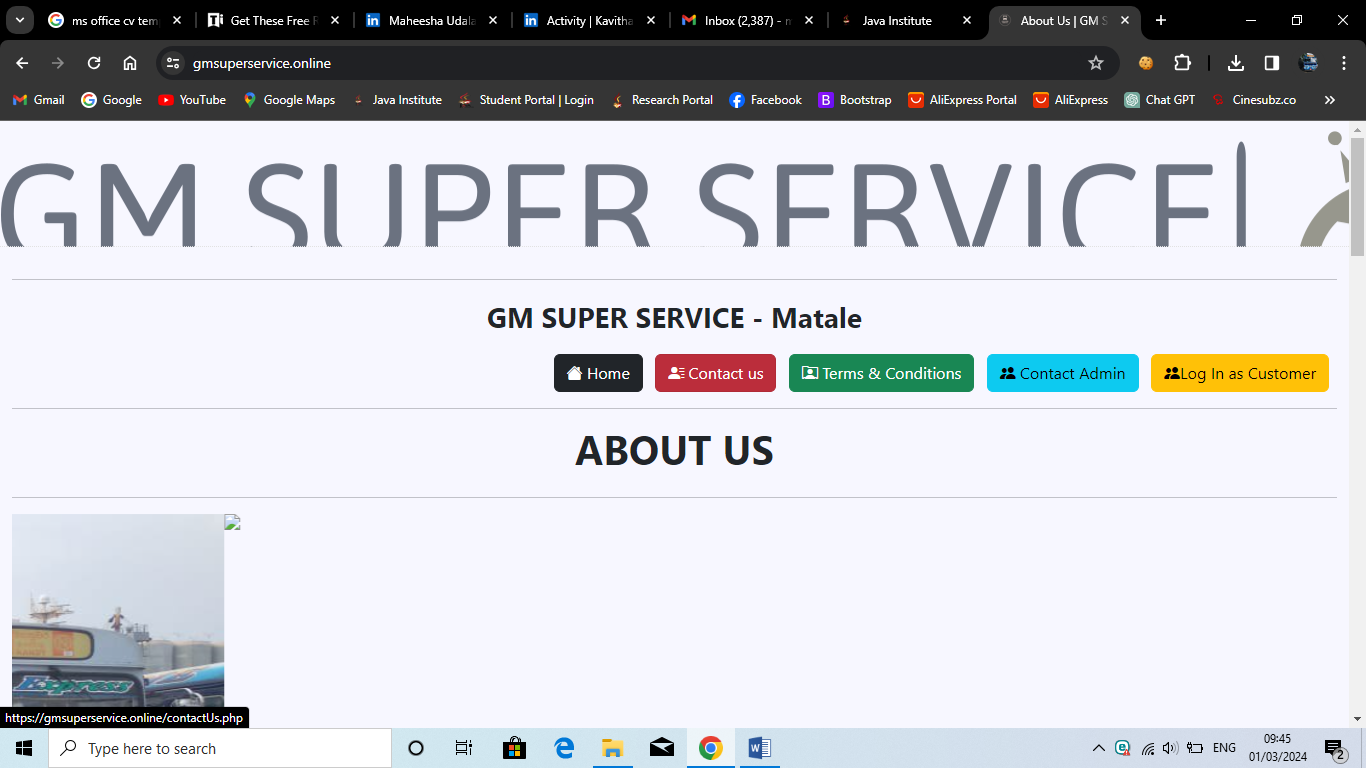 ms office cv temp
Get These Free R
Maheesha Udala
Activity | Kavitha
Inbox (2,387) - m
Java Institute
About Us | GM S
gmsuperservice.online
Gmail
Google
YouTube
Google Maps
Java Institute
Student Portal | Login
Research Portal
Facebook
Bootstrap
AliExpress Portal
AliExpress
Chat GPT
Cinesubz.co
GM SUPER SERVICE
GM SUPER SERVICE - Matale
Home
Contact us
Terms & Conditions
Contact Admin
Log In as Customer
ABOUT US
Express
https://gmsuperservice.online/contactUs.php
Type here to search
ENG
09:45
01/03/2024
2